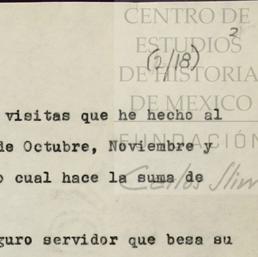 CENTRO DE
ESTUDIOS
2
(2/18)
DE HISTORIA
DE MEXICO
visitas que he hecho al
FUNDACIÓN
de Octubre, Noviembre y
cual hace la suma de
Carlos Slim
guro servidor que besa su